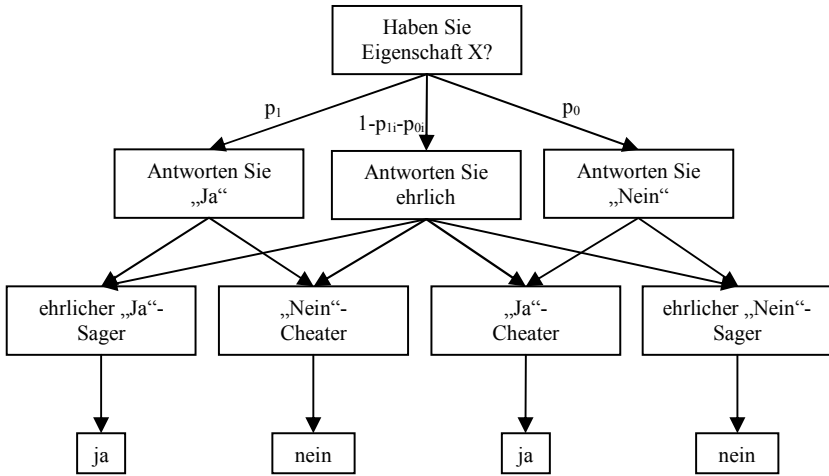 Haben Sie
Eigenschaft X?
p₁
1-p₁ᵢ-p₀ᵢ
p₀
Antworten Sie
„Ja“
Antworten Sie
ehrlich
Antworten Sie
„Nein“
ehrlicher „Ja“-
Sager
„Nein“-
Cheater
„Ja“-
Cheater
ehrlicher „Nein“-
Sager
ja
nein
ja
nein